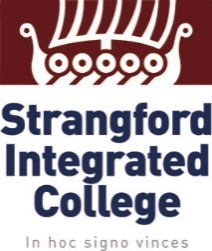 Strangford
Integrated
College
In hoc signo vinces